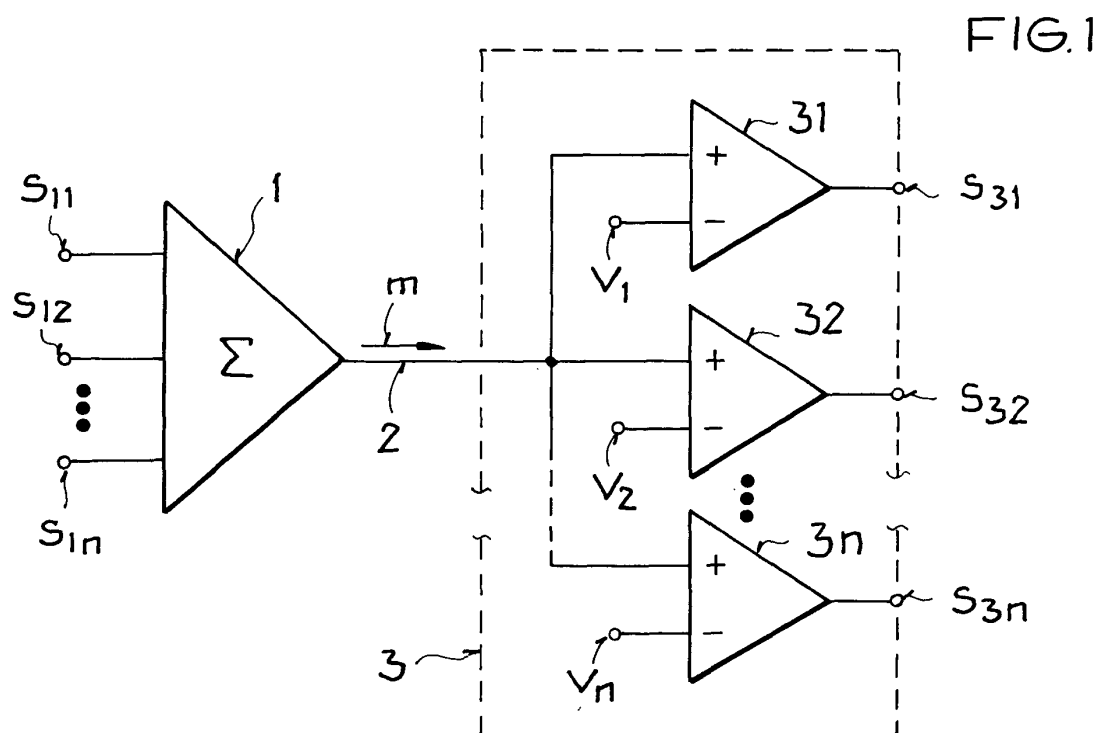 FIG.1
31
+
−
V1
S31
S11
1
S12
Σ
m
2
S1n
32
+
−
V2
S32
3n
+
−
Vn
S3n
3